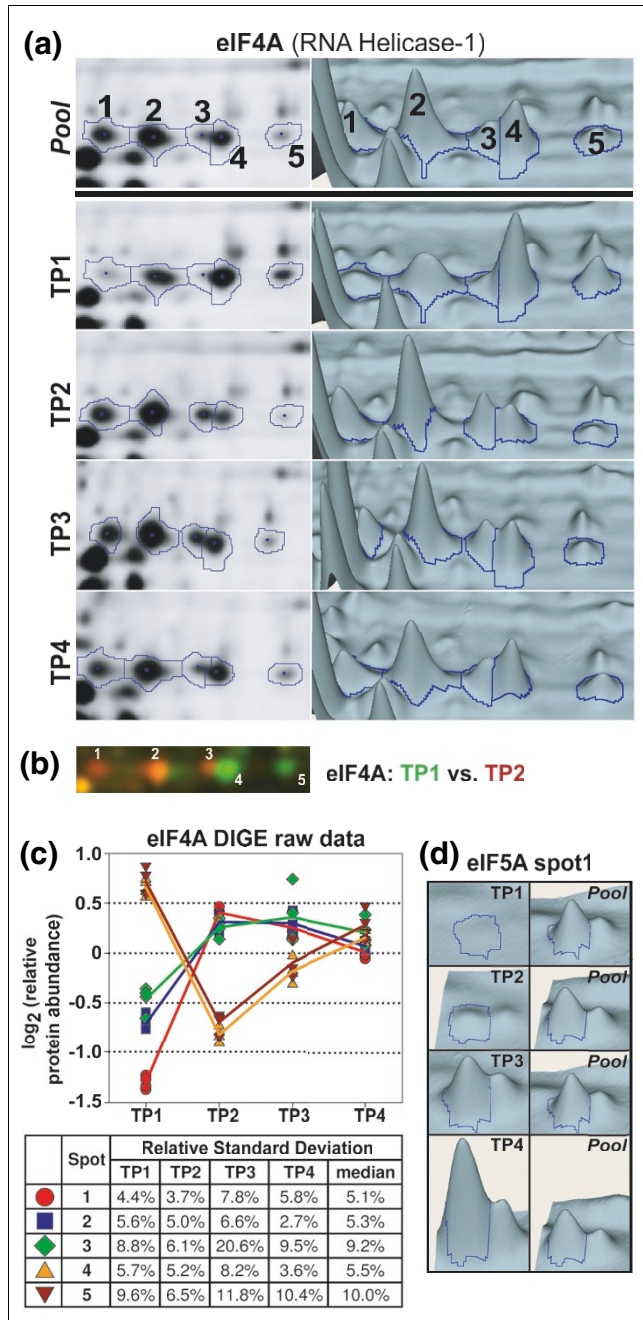 (a) eIF4A (RNA Helicase-1)
Pool
1 2 3 4 5
1 2 3 4 5
TP1
TP2
TP3
TP4
(b) 1 2 3 4 5 eIF4A: TP1 vs. TP2
(c) eIF4A DIGE raw data
log2 (relative protein abundance)
1.0
0.5
0
-0.5
-1.0
-1.5
TP1 TP2 TP3 TP4
Spot Relative Standard Deviation
TP1 TP2 TP3 TP4 median
1 4.4% 3.7% 7.8% 5.8% 5.1%
2 5.6% 5.0% 6.6% 2.7% 5.3%
3 8.8% 6.1% 20.6% 9.5% 9.2%
4 5.7% 5.2% 8.2% 3.6% 5.5%
5 9.6% 6.5% 11.8% 10.4% 10.0%
(d) eIF5A spot1
TP1 Pool
TP2 Pool
TP3 Pool
TP4 Pool